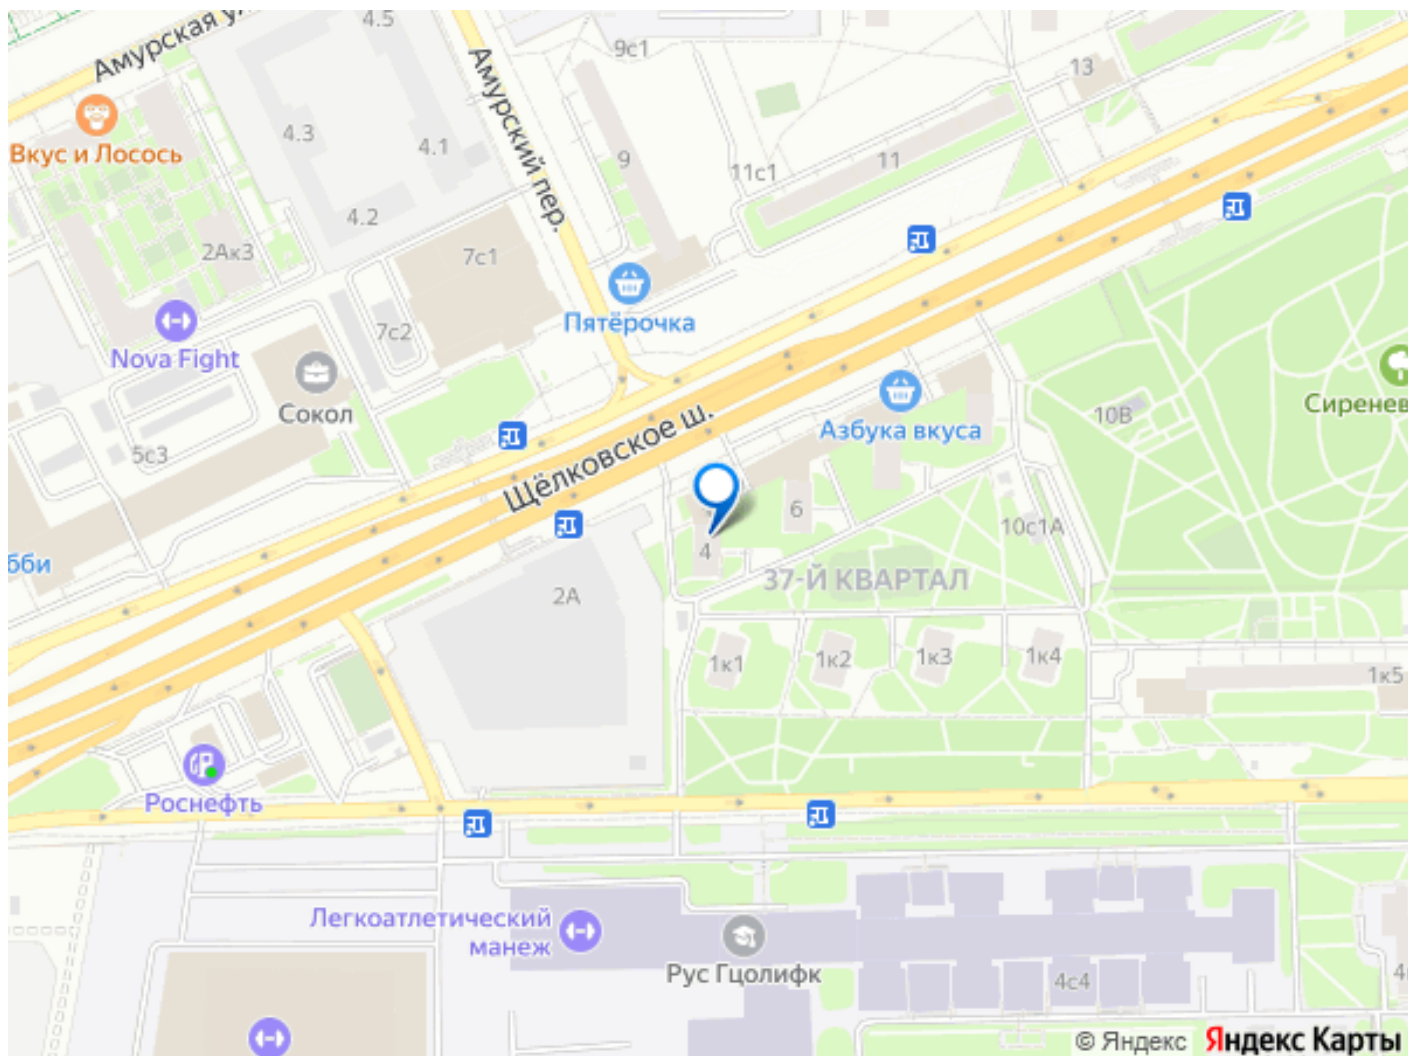 4.5
Амурская у
9с1
13
Амурский пер.
Вкус и Лосось
4.3
4.1
9
11с1
11
4.2
2Ак3
7с1
7с2
Пятёрочка
Nova Fight
Сокол
Сиренев
10В
Азбука вкуса
Щёлковское ш.
5с3
6
10с1А
4
бби
2А
37-Й КВАРТАЛ
1к1
1к2
1к3
1к4
1к5
Роснефть
Легкоатлетический
манеж
Рус Гцолифк
4с4
4
© Яндекс
Яндекс Карты